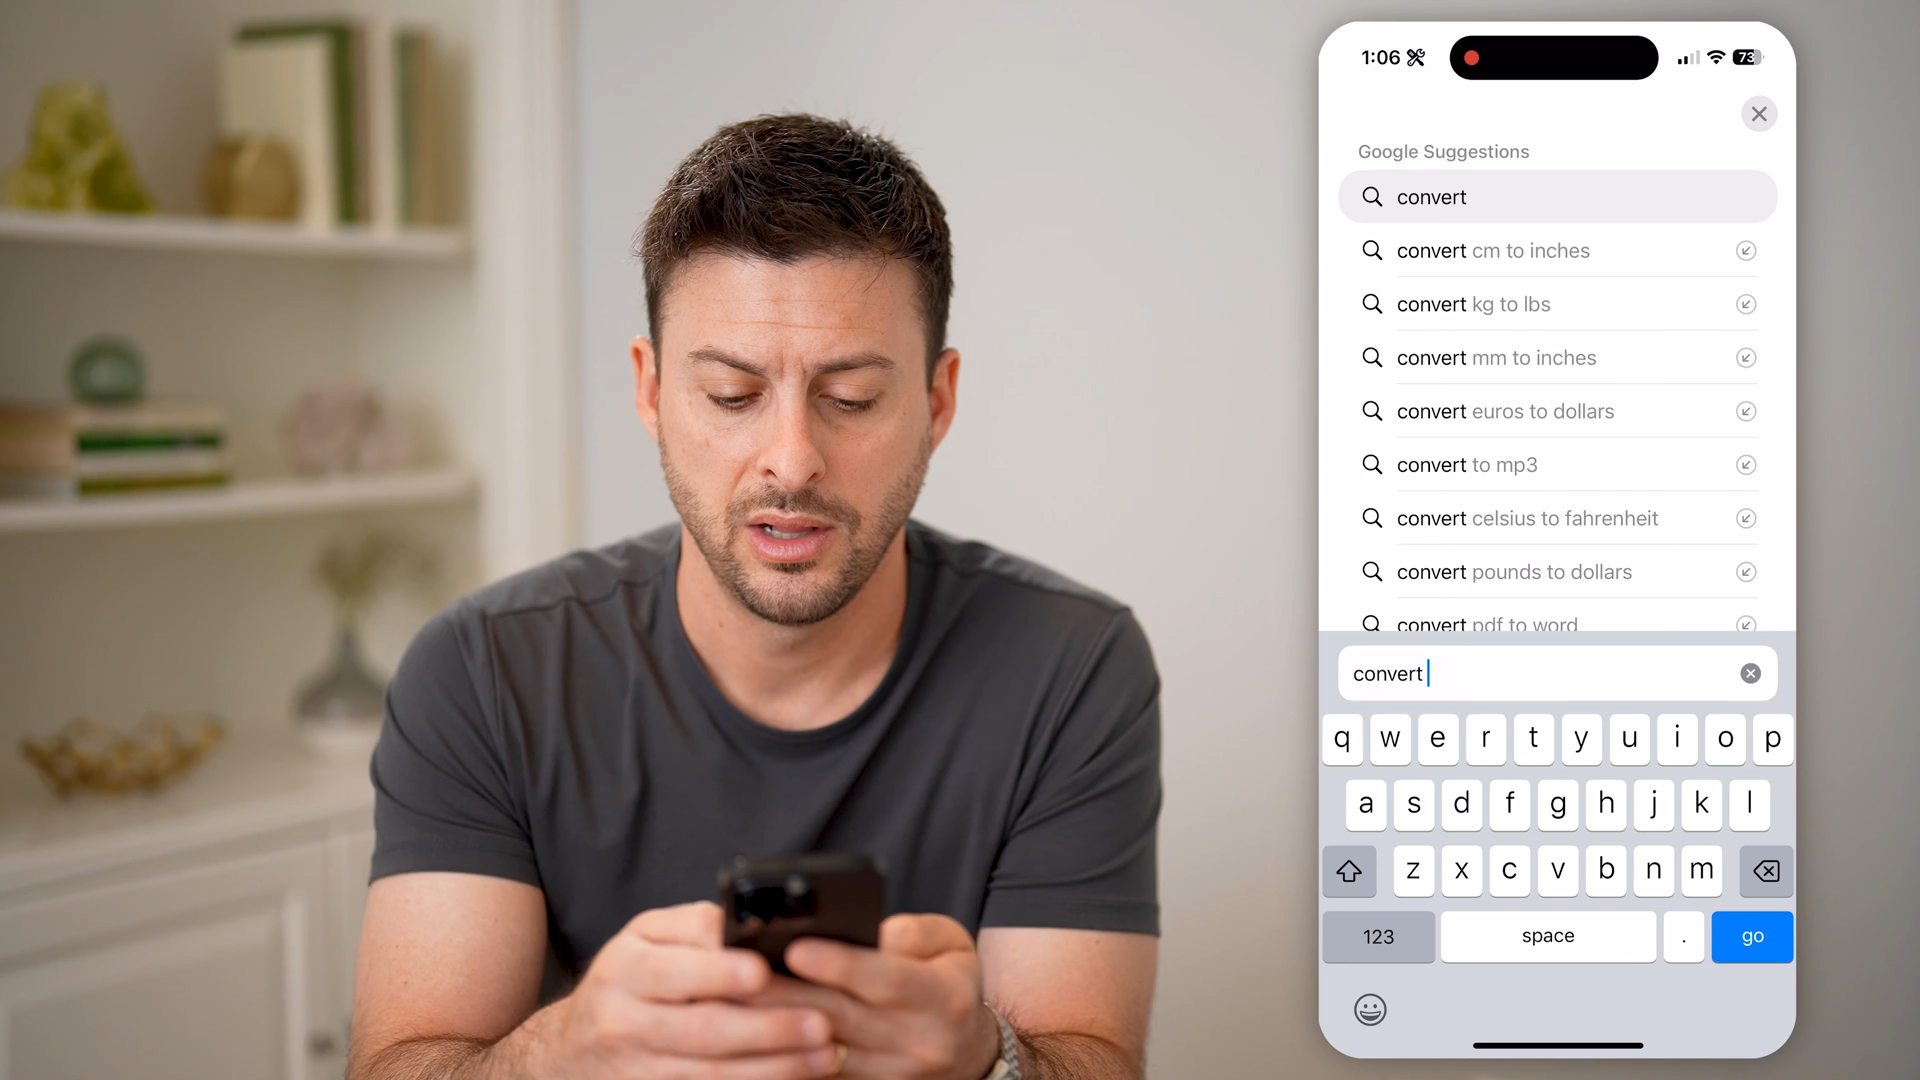 1:06
73
Google Suggestions
convert
convert cm to inches
convert kg to lbs
convert mm to inches
convert euros to dollars
convert to mp3
convert celsius to fahrenheit
convert pounds to dollars
convert pdf to word
convert
q w e r t y u i o p
a s d f g h j k l
z x c v b n m
123 space . go